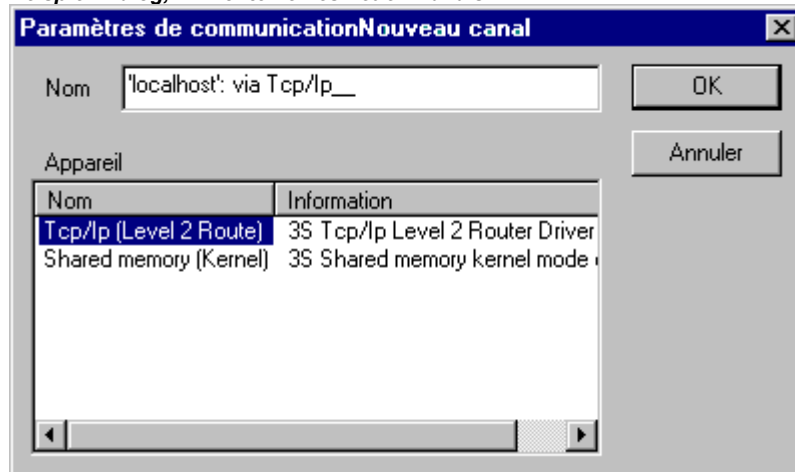 Paramètres de communicationNouveau canal
Nom 'localhost': via Tcp/Ip__ OK
Annuler
Appareil
Nom Information
Tcp/Ip (Level 2 Route) 3S Tcp/Ip Level 2 Router Driver
Shared memory (Kernel) 3S Shared memory kernel mode